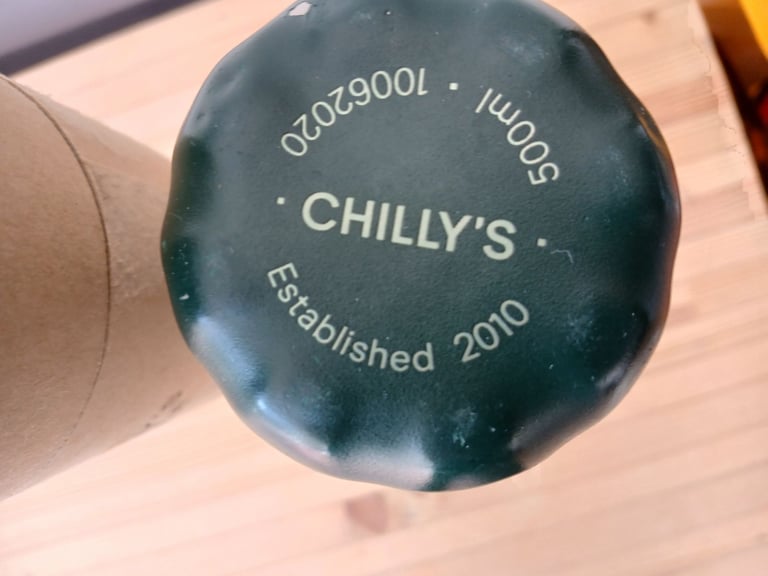 10062020 · 500ml
· CHILLY'S ·
Established 2010